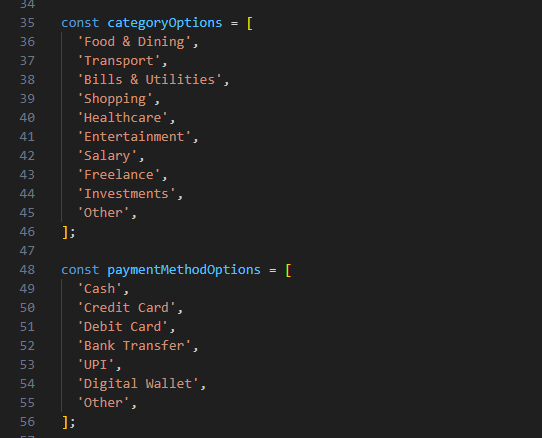 34
35 const categoryOptions = [
36 'Food & Dining',
37 'Transport',
38 'Bills & Utilities',
39 'Shopping',
40 'Healthcare',
41 'Entertainment',
42 'Salary',
43 'Freelance',
44 'Investments',
45 'Other',
46 ];
47
48 const paymentMethodOptions = [
49 'Cash',
50 'Credit Card',
51 'Debit Card',
52 'Bank Transfer',
53 'UPI',
54 'Digital Wallet',
55 'Other',
56 ];